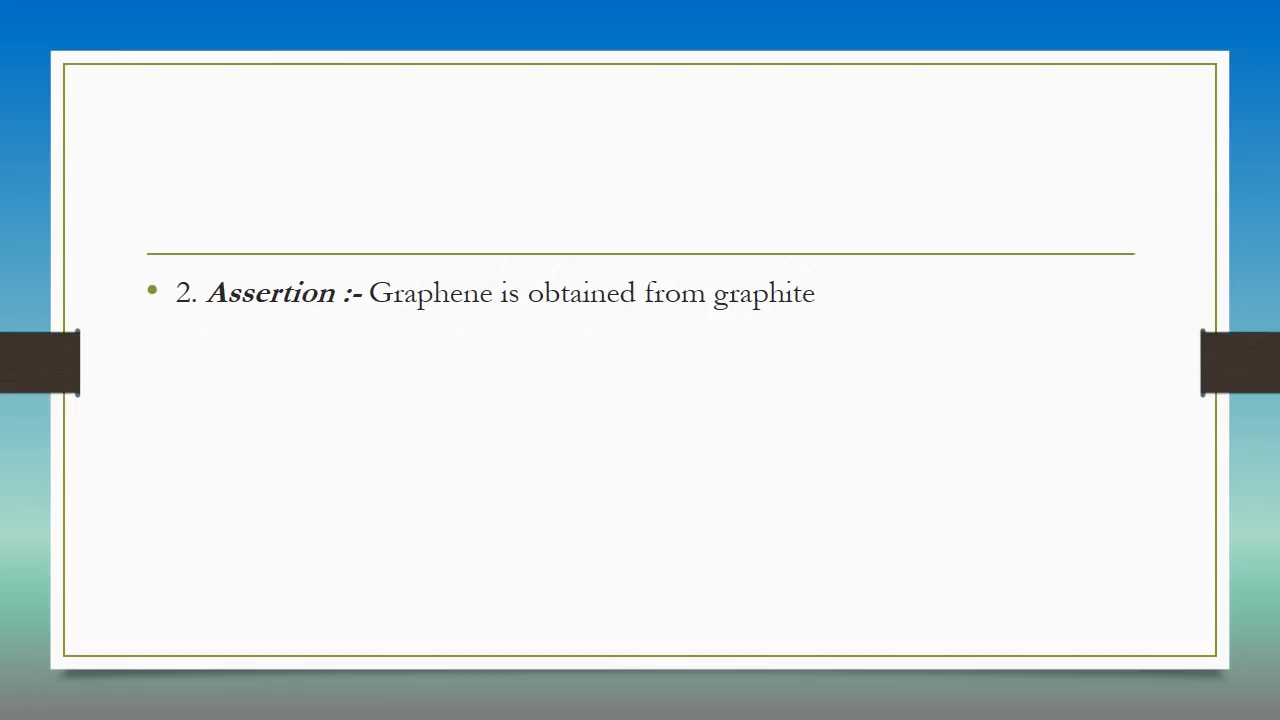 2. Assertion :- Graphene is obtained from graphite